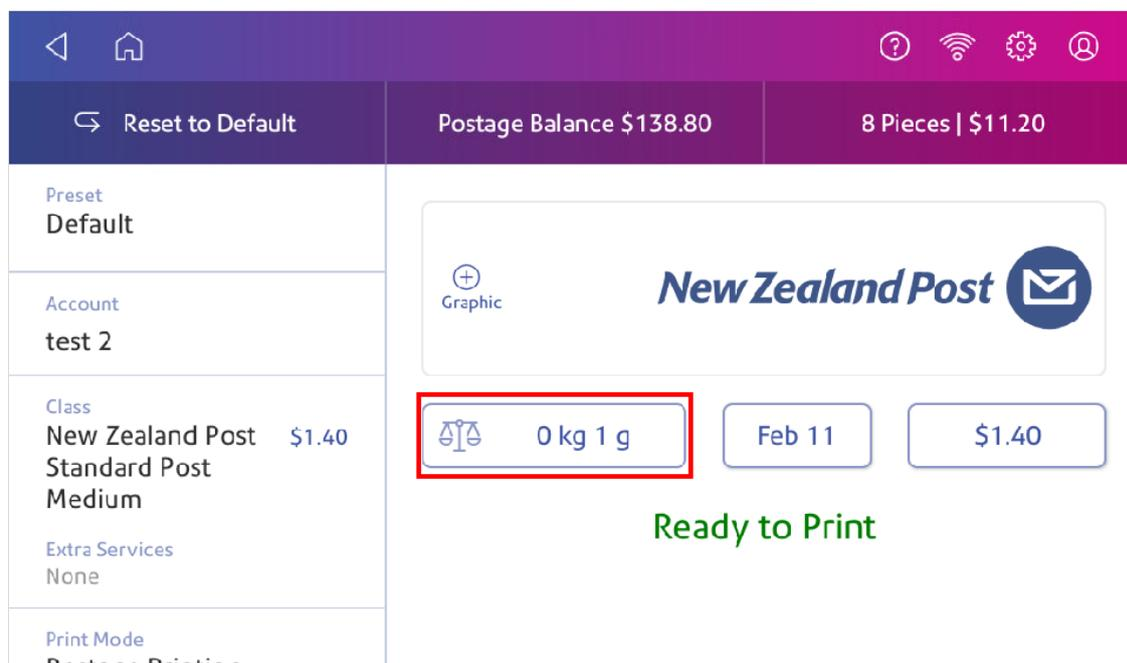 Reset to Default
Postage Balance $138.80
8 Pieces | $11.20
Preset
Default
Account
test 2
Class
New Zealand Post $1.40
Standard Post
Medium
Extra Services
None
Print Mode
Graphic
New Zealand Post
0 kg 1 g
Feb 11
$1.40
Ready to Print